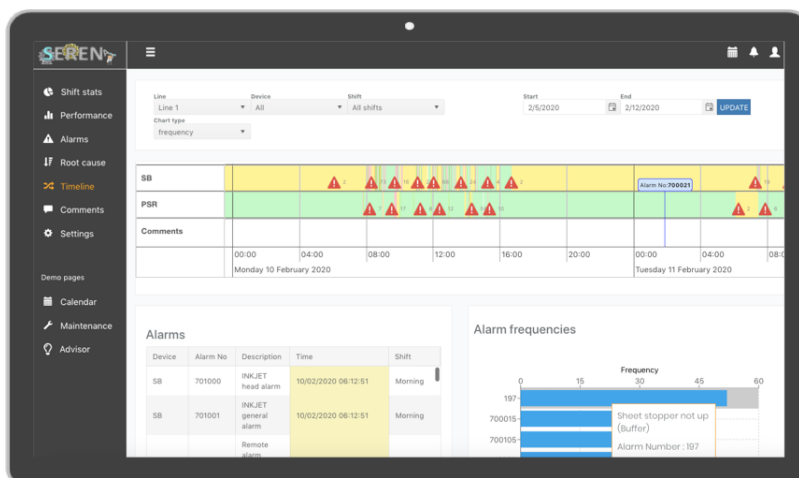 SEREN
Shift stats
Performance
Alarms
Root cause
Timeline
Comments
Settings
Demo pages
Calendar
Maintenance
Advisor
Line
Device
Shift
Start
End
Line 1
All
All shifts
2/5/2020
2/12/2020
UPDATE
Chart type
frequency
SB
PSR
Comments
Alarm No:700021
00:00 04:00 08:00 12:00 16:00 20:00 00:00 04:00
Monday 10 February 2020
Tuesday 11 February 2020
Alarms
Device Alarm No Description Time Shift
SB 701000 INKJET head alarm 10/02/2020 06:12:51 Morning
SB 701001 INKJET general alarm 10/02/2020 06:12:51 Morning
Remote alarm
Alarm frequencies
Frequency
0 15 30 45 60
197
700015
700105
Sheet stopper not up
(Buffer)
Alarm Number : 197